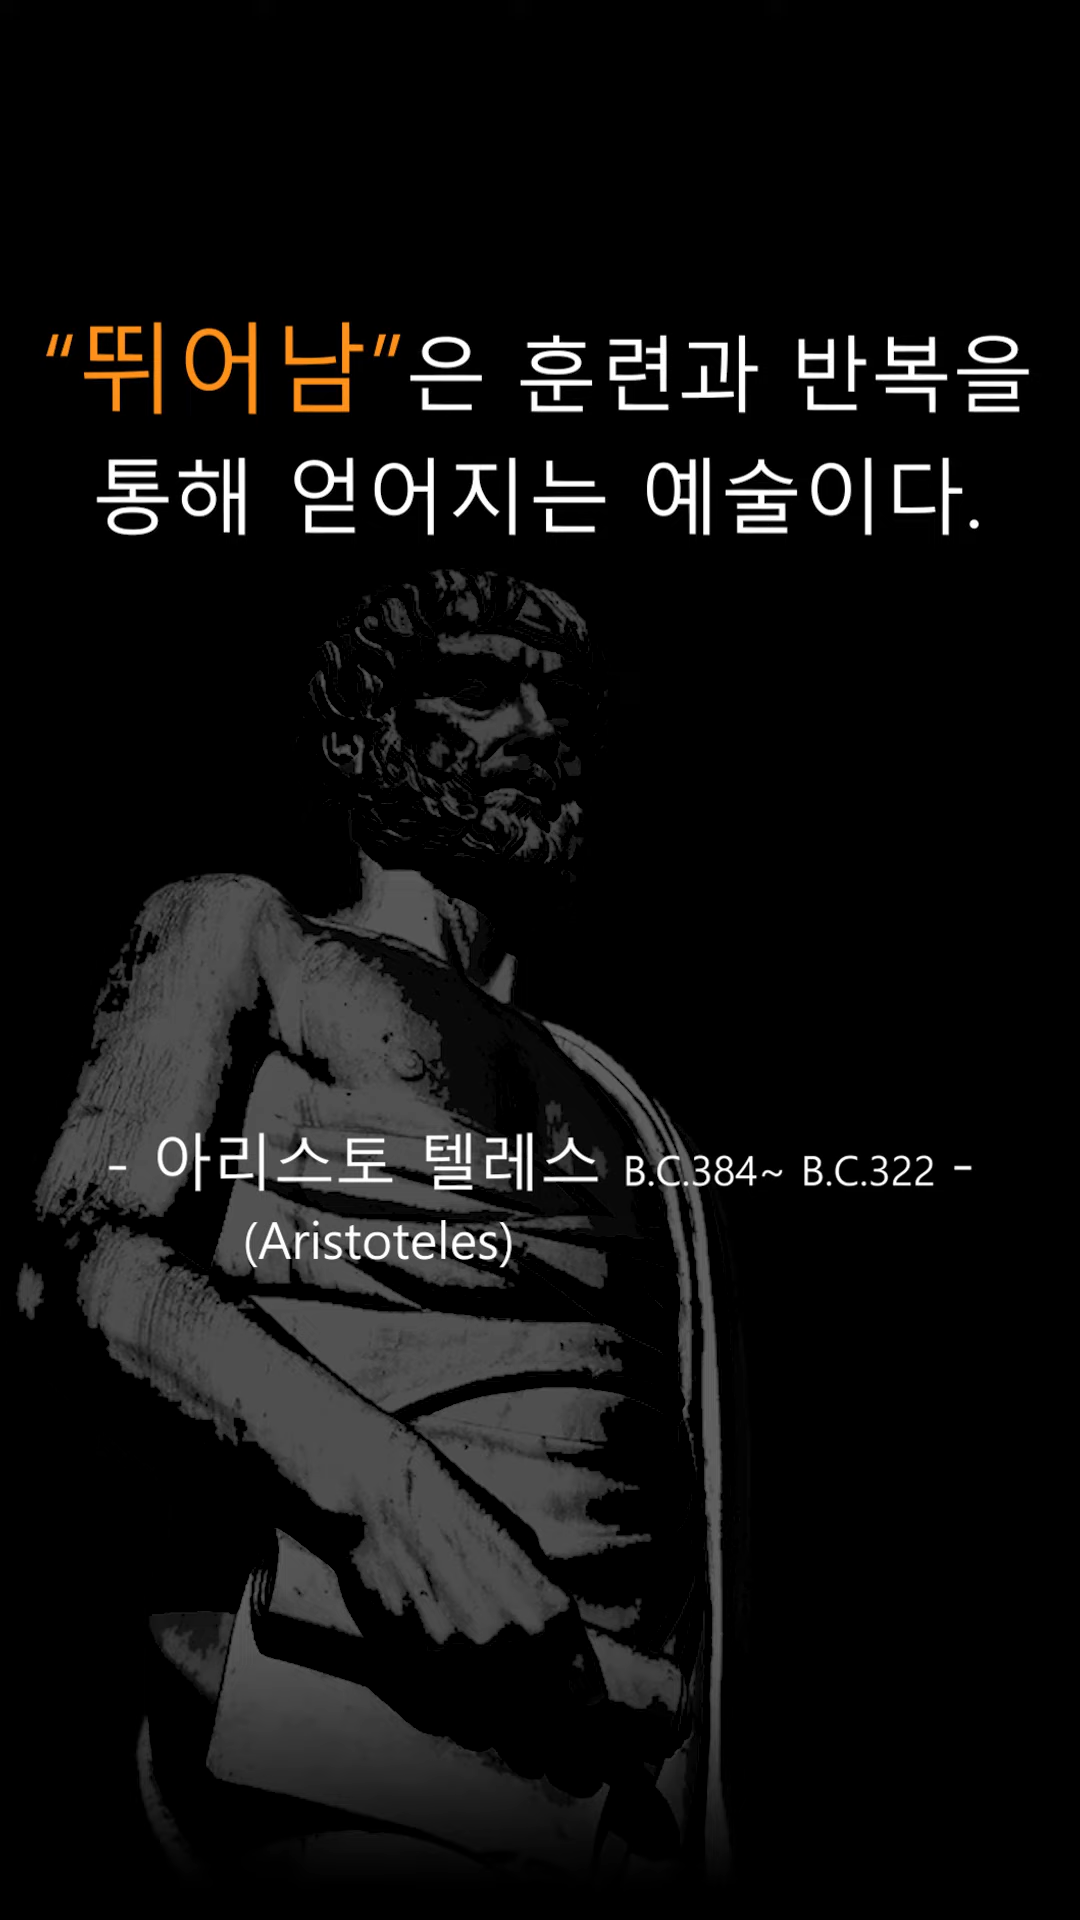 “뛰어남”은 훈련과 반복을
통해 얻어지는 예술이다.
- 아리스토 텔레스 B.C.384~ B.C.322 -
(Aristoteles)